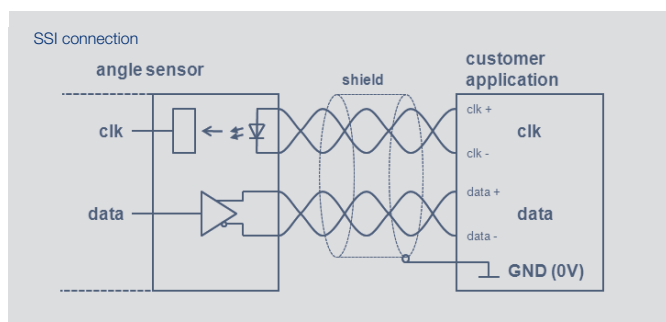 SSI connection
angle sensor
shield
customer
application
clk
clk +
clk
clk -
data
data +
data
data -
GND (0V)